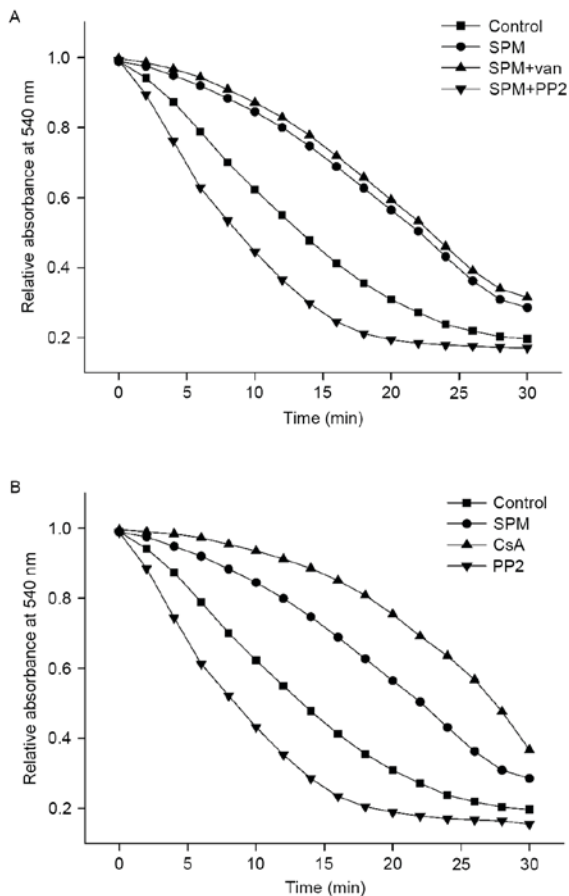 A
Control
SPM
SPM+van
SPM+PP2
1.0
0.8
0.6
0.4
0.2
Relative absorbance at 540 nm
0 5 10 15 20 25 30
Time (min)
B
Control
SPM
CsA
PP2
1.0
0.8
0.6
0.4
0.2
Relative absorbance at 540 nm
0 5 10 15 20 25 30
Time (min)